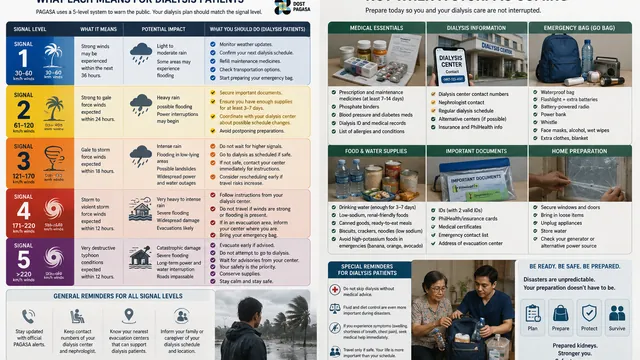 WHAT EACH MEANS FOR DIALYSIS PATIENTS
PAGASA uses a 5-level system to warn the public. Your dialysis plan should match the signal level.
DOST
PAGASA
SIGNAL LEVEL
WHAT IT MEANS
POTENTIAL IMPACT
WHAT YOU SHOULD DO (DIALYSIS PATIENTS)
SIGNAL
1
30–60
km/h winds
Strong winds
may be
experienced within
the next
36 hours
Light to
moderate rain
Some areas
may experience
flooding
Monitor weather updates.
Confirm your next dialysis schedule.
Refill maintenance medicines.
Check transportation options.
Start preparing your emergency bag.
SIGNAL
2
61–120
km/h winds
Strong to gale
force winds
expected
within 24 hours
Heavy rain
possible flooding
Power interruptions
may begin
Secure important documents.
Ensure you have enough supplies
for at least 3–7 days.
Coordinate with your dialysis center
about possible schedule changes.
Avoid postponing preparations.
SIGNAL
3
121–170
km/h winds
Gale to storm
force winds
expected
within 18 hours
Intense rain
Flooding in low-lying
areas
Possible landslides
Widespread power
and water outages
Do not wait for higher signals.
Go to dialysis as scheduled if safe.
If not safe, contact your center
immediately for instructions.
Consider rescheduling early if
travel risks increase.
SIGNAL
4
171–220
km/h winds
Storm to
violent storm
force winds
expected
within 12 hours
Very heavy to intense
rain
Severe flooding
Widespread damage
Evacuations likely
Follow instructions from your
dialysis center.
Do not travel if winds are strong
or flooding is present.
If in an evacuation area, inform
your center where you are.
Bring your emergency bag.
SIGNAL
5
>220
km/h winds
Very destructive
typhoon
conditions
expected
within 12 hours
Catastrophic damage
Severe flooding
Long-term power and
water interruption
Roads impassable
Evacuate early if advised.
Do not attempt to go to dialysis.
Wait for advisories from your center.
Your safety is the priority.
Conserve supplies.
Stay calm and stay safe.
GENERAL REMINDERS FOR ALL SIGNAL LEVELS
Stay updated
with official
PAGASA alerts.
Keep contact
numbers of your
dialysis center
and nephrologist.
Know your nearest
evacuation centers
that can support
dialysis patients.
Inform your family or
caregiver of your
dialysis schedule
and location.
Prepare today so you and your dialysis care are not interrupted.
MEDICAL ESSENTIALS
Prescription and maintenance
medicines (at least 7–14 days)
Phosphate binders
Blood pressure and diabetes meds
Dialysis ID and medical records
List of allergies and conditions
DIALYSIS INFORMATION
DIALYSIS
CENTER
Contact
Dialysis center contact numbers
Nephrologist contact
Regular dialysis schedule
Alternate centers (if possible)
Insurance and PhilHealth info
EMERGENCY BAG (GO BAG)
Waterproof bag
Flashlight + extra batteries
Battery-powered radio
Power bank
Whistle
Face masks, alcohol, wet wipes
Extra clothes, blanket
FOOD & WATER SUPPLIES
Drinking water (enough for 3–7 days)
Low-sodium, renal-friendly foods
Canned goods, ready-to-eat meals
Biscuits, crackers, noodles (low sodium)
Avoid high-potassium foods in
emergencies (banana, orange, avocado)
IMPORTANT DOCUMENTS
IMPORTANT DOCUMENTS
IDs (with 2 valid IDs)
PhilHealth/Insurance cards
Medical certificates
Emergency contact list
Address of evacuation center
HOME PREPARATION
Secure windows and doors
Bring in loose items
Unplug appliances
Store water
Check your generator or
alternative power source
SPECIAL REMINDERS
FOR DIALYSIS PATIENTS
Do not skip dialysis without
medical advice.
Fluid and diet control are even more
important during disasters.
If you experience symptoms (swelling,
shortness of breath, chest pain), seek
medical help immediately.
Travel only if safe. Your life is more
important than your schedule.
BE READY. BE SAFE. BE PREPARED.
Disasters are unpredictable.
Your preparation doesn't have to be.
Plan
Prepare
Protect
Survive
Prepared kidneys.
Stronger you.